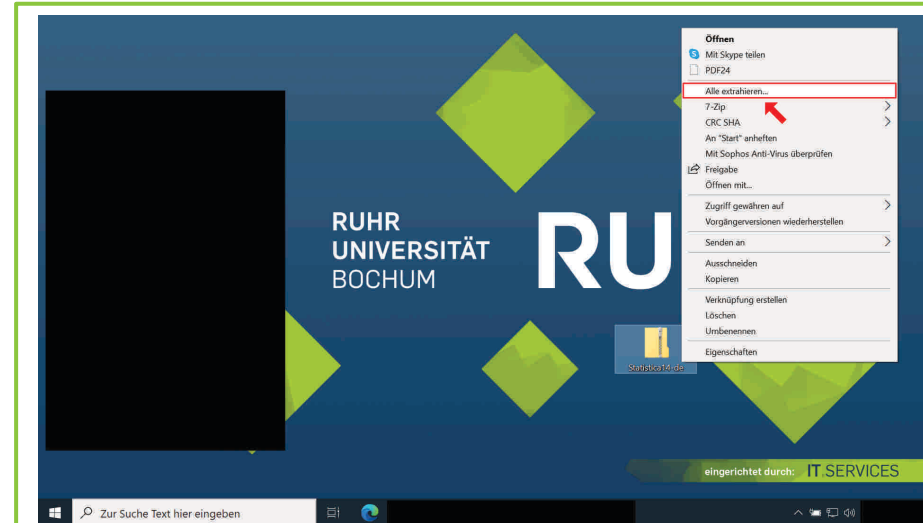 Öffnen
Mit Skype teilen
PDF24
Alle extrahieren...
7-Zip
CRC SHA
An "Start" anheften
Mit Sophos Anti-Virus überprüfen
Freigabe
Öffnen mit...
Zugriff gewähren auf
Vorgängerversionen wiederherstellen
Senden an
Ausschneiden
Kopieren
Verknüpfung erstellen
Löschen
Umbenennen
Eigenschaften
RUHR
UNIVERSITÄT
BOCHUM
RU
Statistica14-de
eingerichtet durch: IT.SERVICES
Zur Suche Text hier eingeben